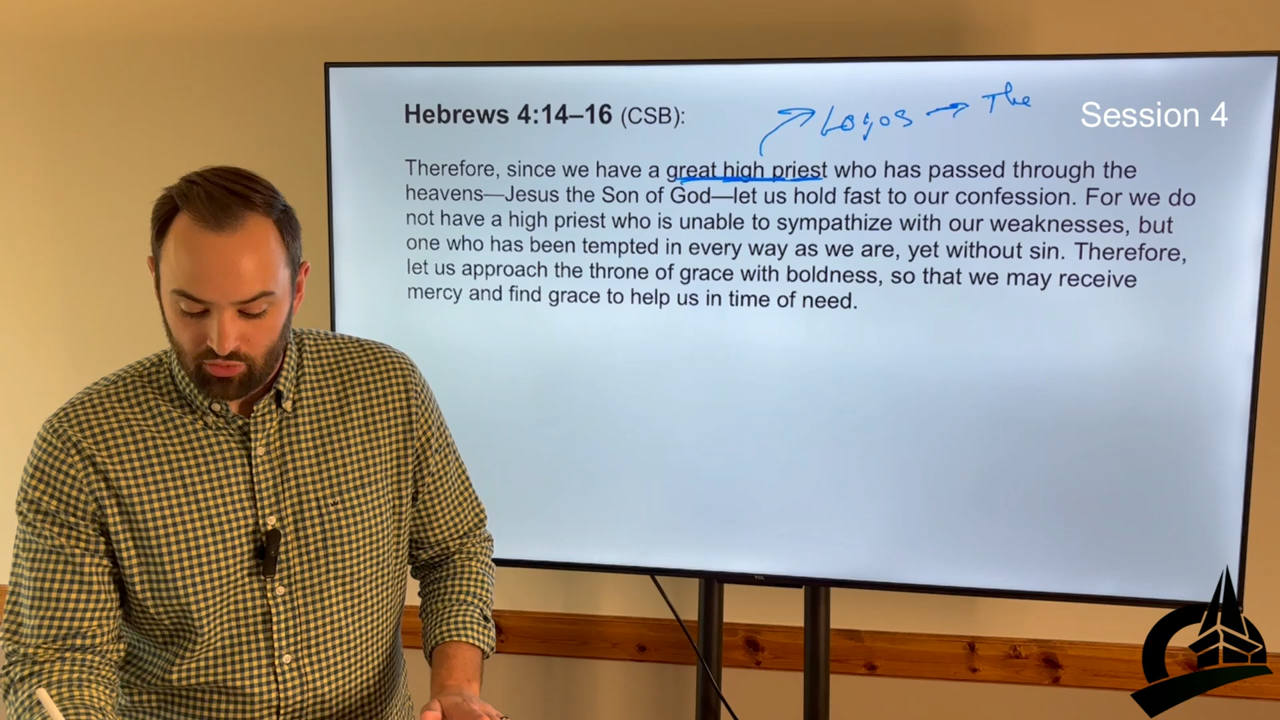 Hebrews 4:14–16 (CSB):
Logos → The
Session 4
Therefore, since we have a great high priest who has passed through the
heavens—Jesus the Son of God—let us hold fast to our confession. For we do
not have a high priest who is unable to sympathize with our weaknesses, but
one who has been tempted in every way as we are, yet without sin. Therefore,
let us approach the throne of grace with boldness, so that we may receive
mercy and find grace to help us in time of need.
TCL